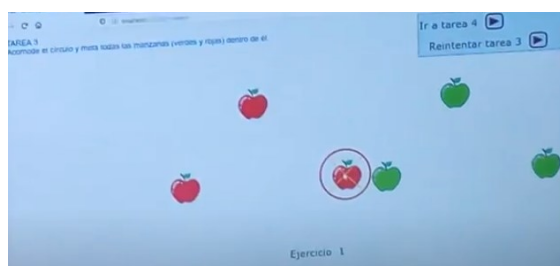 TAREA 3
Acomoda el círculo y mete todas las manzanas (verdes y rojas) dentro de él.
Ir a tarea 4
Reintentar tarea 3
Ejercicio 1